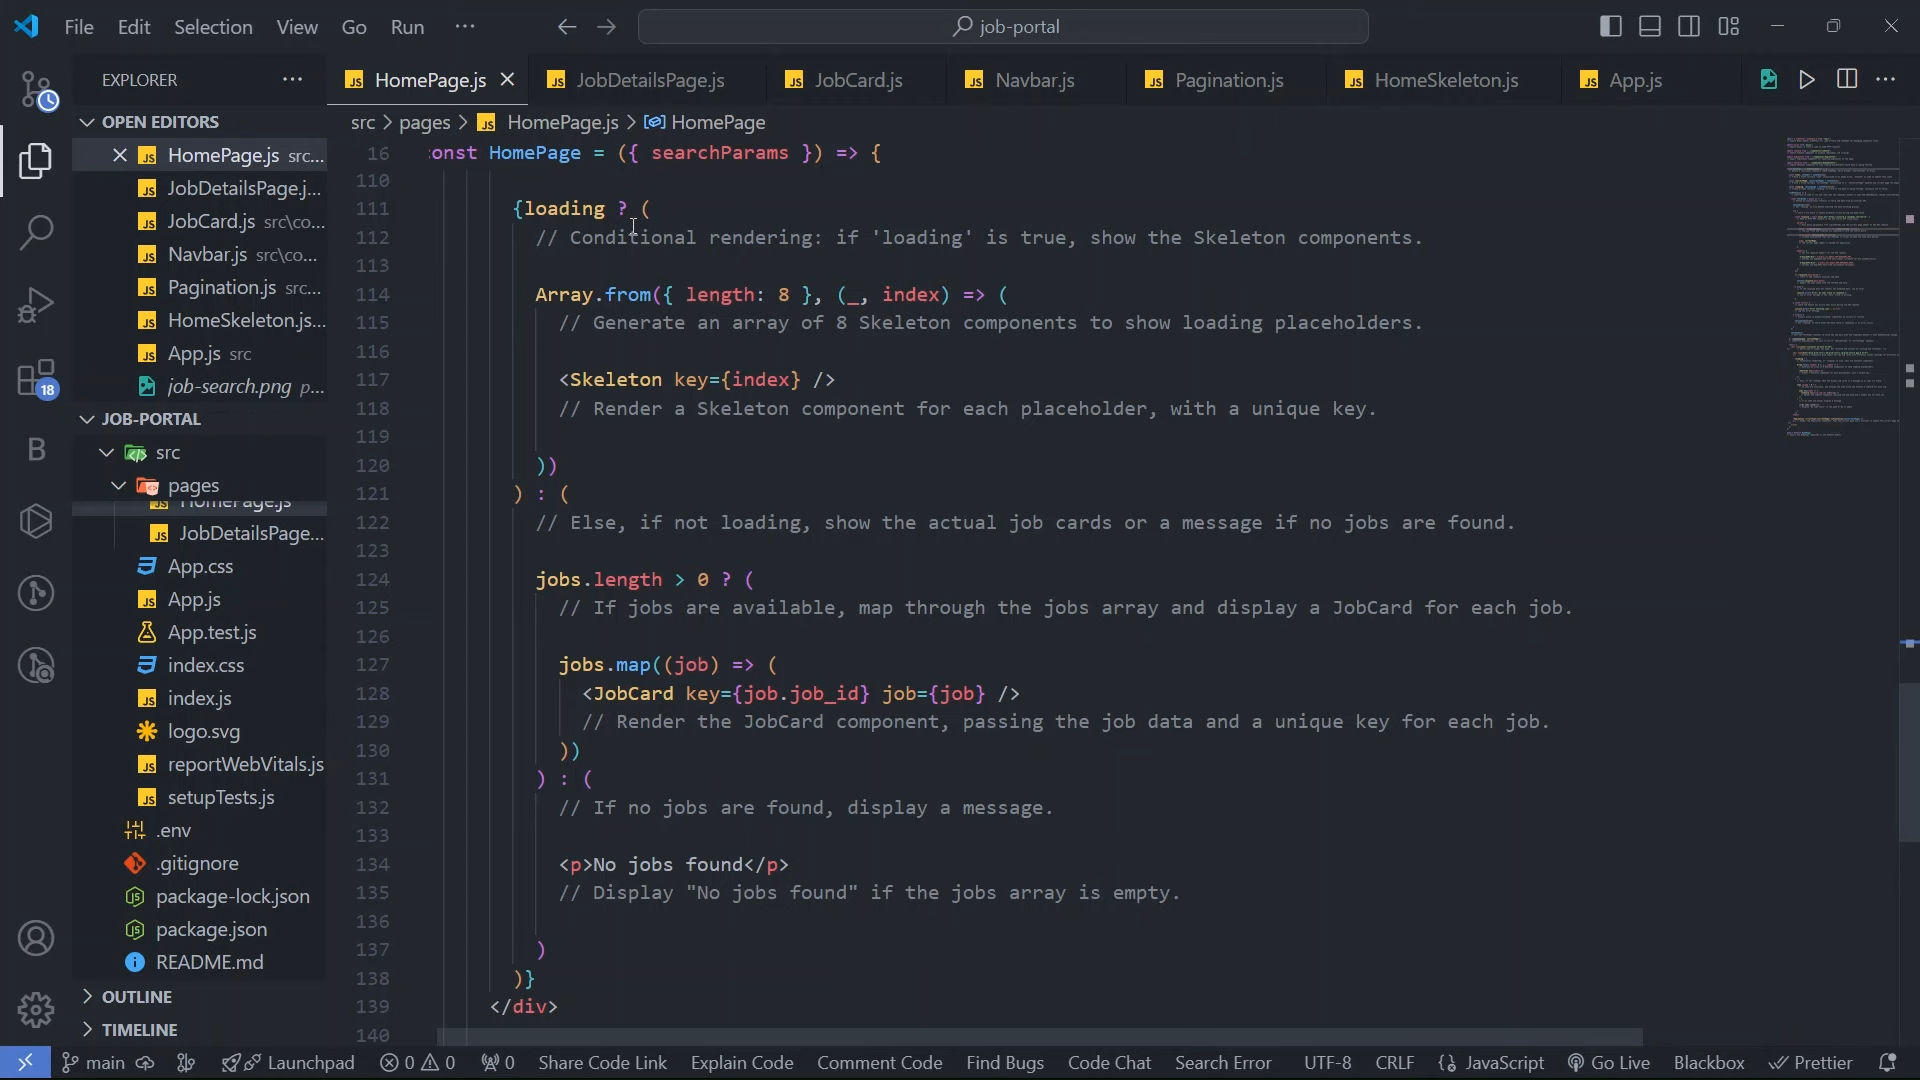 File Edit Selection View Go Run ··· job-portal
EXPLORER ···
HomePage.js JobDetailsPage.js JobCard.js Navbar.js Pagination.js HomeSkeleton.js App.js
OPEN EDITORS
HomePage.js src...
JobDetailsPage.j...
JobCard.js src\co...
Navbar.js src\co...
Pagination.js src...
HomeSkeleton.js...
App.js src
job-search.png p...
JOB-PORTAL
src
pages
HomePage.js
JobDetailsPage...
App.css
App.js
App.test.js
index.css
index.js
logo.svg
reportWebVitals.js
setupTests.js
.env
.gitignore
package-lock.json
package.json
README.md
OUTLINE
TIMELINE
18
B
src > pages > HomePage.js > HomePage
16 const HomePage = ({ searchParams }) => {
110
111 {loading ? (
112 // Conditional rendering: if 'loading' is true, show the Skeleton components.
113
114 Array.from({ length: 8 }, (_, index) => (
115 // Generate an array of 8 Skeleton components to show loading placeholders.
116
117 <Skeleton key={index} />
118 // Render a Skeleton component for each placeholder, with a unique key.
119
120 ))
121 ) : (
122 // Else, if not loading, show the actual job cards or a message if no jobs are found.
123
124 jobs.length > 0 ? (
125 // If jobs are available, map through the jobs array and display a JobCard for each job.
126
127 jobs.map((job) => (
128 <JobCard key={job.job_id} job={job} />
129 // Render the JobCard component, passing the job data and a unique key for each job.
130 ))
131 ) : (
132 // If no jobs are found, display a message.
133
134 <p>No jobs found</p>
135 // Display "No jobs found" if the jobs array is empty.
136
137 )
138 )}
139 </div>
140
main Launchpad 0 0 0 Share Code Link Explain Code Comment Code Find Bugs Code Chat Search Error UTF-8 CRLF {} JavaScript Go Live Blackbox Prettier